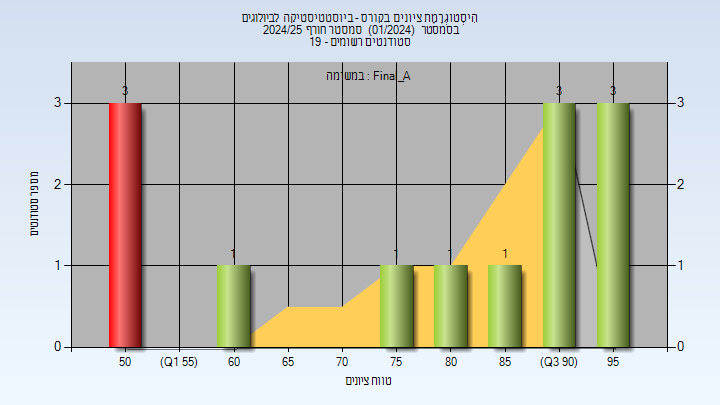 היסטוגרמת ציונים בקורס - ביוסטטיסטיקה לביולוגים
בסמסטר (01/2024) סמסטר חורף 2024/25
סטודנטים רשומים - 19
במשימה : Final_A
3 1 1 1 1 3 3
מספר סטודנטים
3 3
2 2
1 1
0 0
50 (Q1 55) 60 65 70 75 80 85 (Q3 90) 95
טווח ציונים